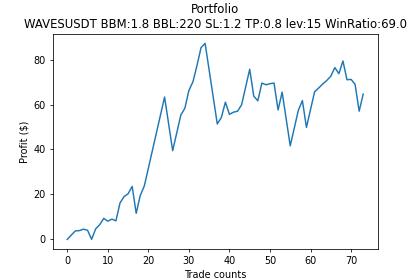 Portfolio
WAVESUSDT BBM:1.8 BBL:220 SL:1.2 TP:0.8 lev:15 WinRatio:69.0
Profit ($)
80
60
40
20
0
0 10 20 30 40 50 60 70
Trade counts